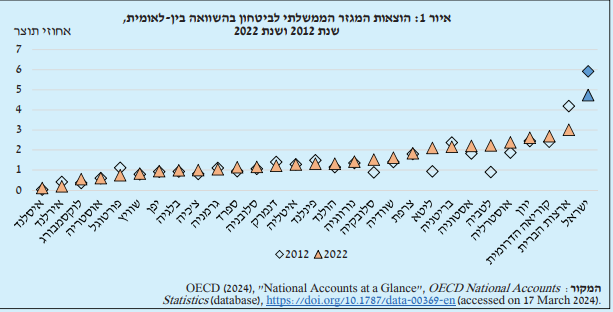 איור 1: הוצאות המגזר הממשלתי לביטחון בהשוואה בין-לאומית,
שנת 2012 ושנת 2022
אחוזי תוצר
7
6
5
4
3
2
1
0
איסלנד
אירלנד
לוקסמבורג
אוסטריה
פורטוגל
שוויץ
יפן
בלגיה
צ'כיה
גרמניה
ספרד
סלובניה
דנמרק
איטליה
פינלנד
הולנד
נורווגיה
שוודיה
סלובקיה
צרפת
ליטא
בריטניה
אסטוניה
לטביה
אוסטרליה
יוון
קוריאה הדרומית
ארצות הברית
ישראל
2012 2022
המקור: OECD (2024), "National Accounts at a Glance", OECD National Accounts
Statistics (database), https://doi.org/10.1787/data-00369-en (accessed on 17 March 2024).